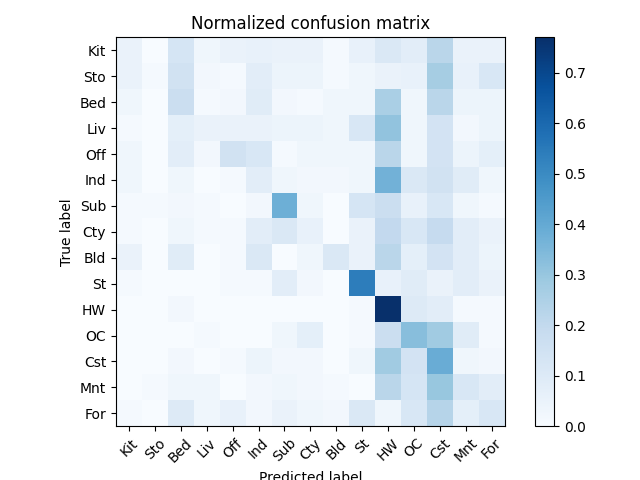 Normalized confusion matrix
True label
Kit
Sto
Bed
Liv
Off
Ind
Sub
Cty
Bld
St
HW
OC
Cst
Mnt
For
Kit Sto Bed Liv Off Ind Sub Cty Bld St HW OC Cst Mnt For
Predicted label
0.7
0.6
0.5
0.4
0.3
0.2
0.1
0.0